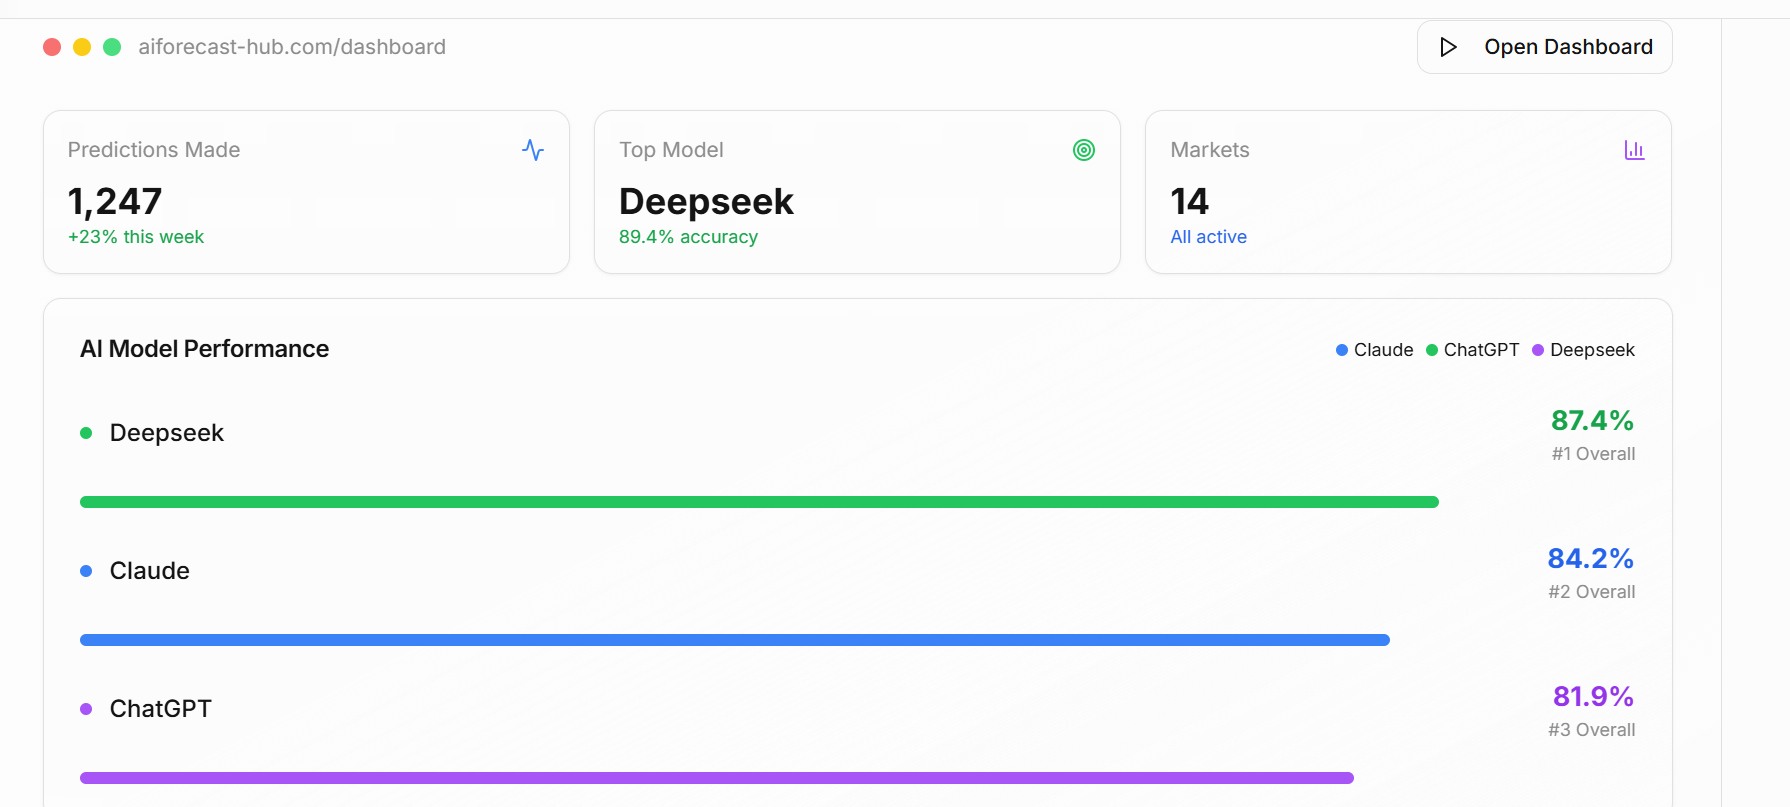 aiforecast-hub.com/dashboard
Open Dashboard
Predictions Made
1,247
+23% this week
Top Model
Deepseek
89.4% accuracy
Markets
14
All active
AI Model Performance
Claude ChatGPT Deepseek
Deepseek
87.4%
#1 Overall
Claude
84.2%
#2 Overall
ChatGPT
81.9%
#3 Overall